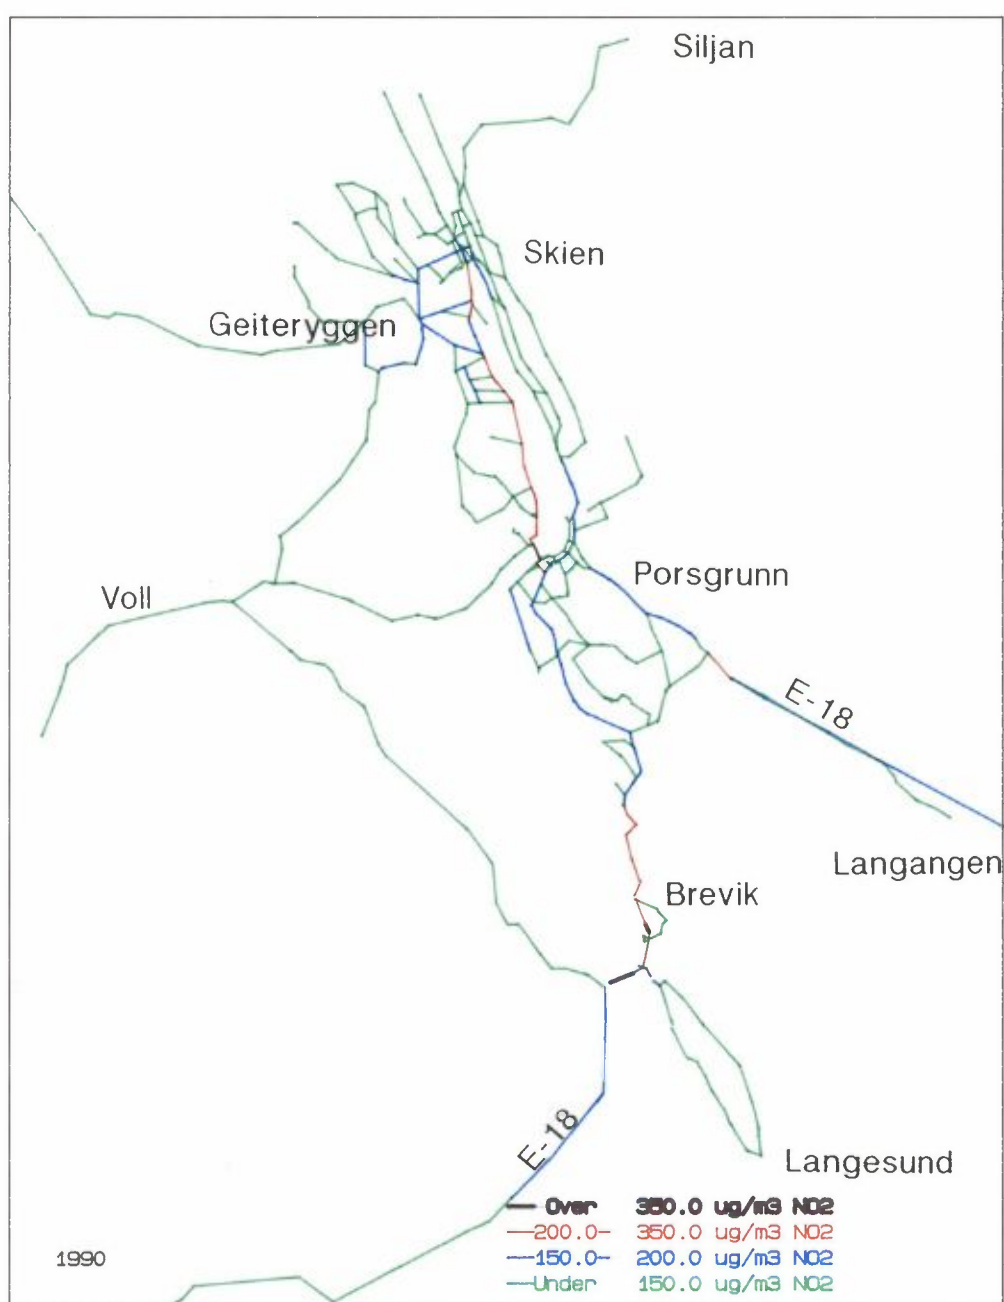 Siljan
Skien
Geiteryggen
Porsgrunn
Voll
E-18
Langangen
Brevik
E-18
Langesund
Over 350.0 ug/m3 NO2
200.0- 350.0 ug/m3 NO2
150.0- 200.0 ug/m3 NO2
Under 150.0 ug/m3 NO2
1990